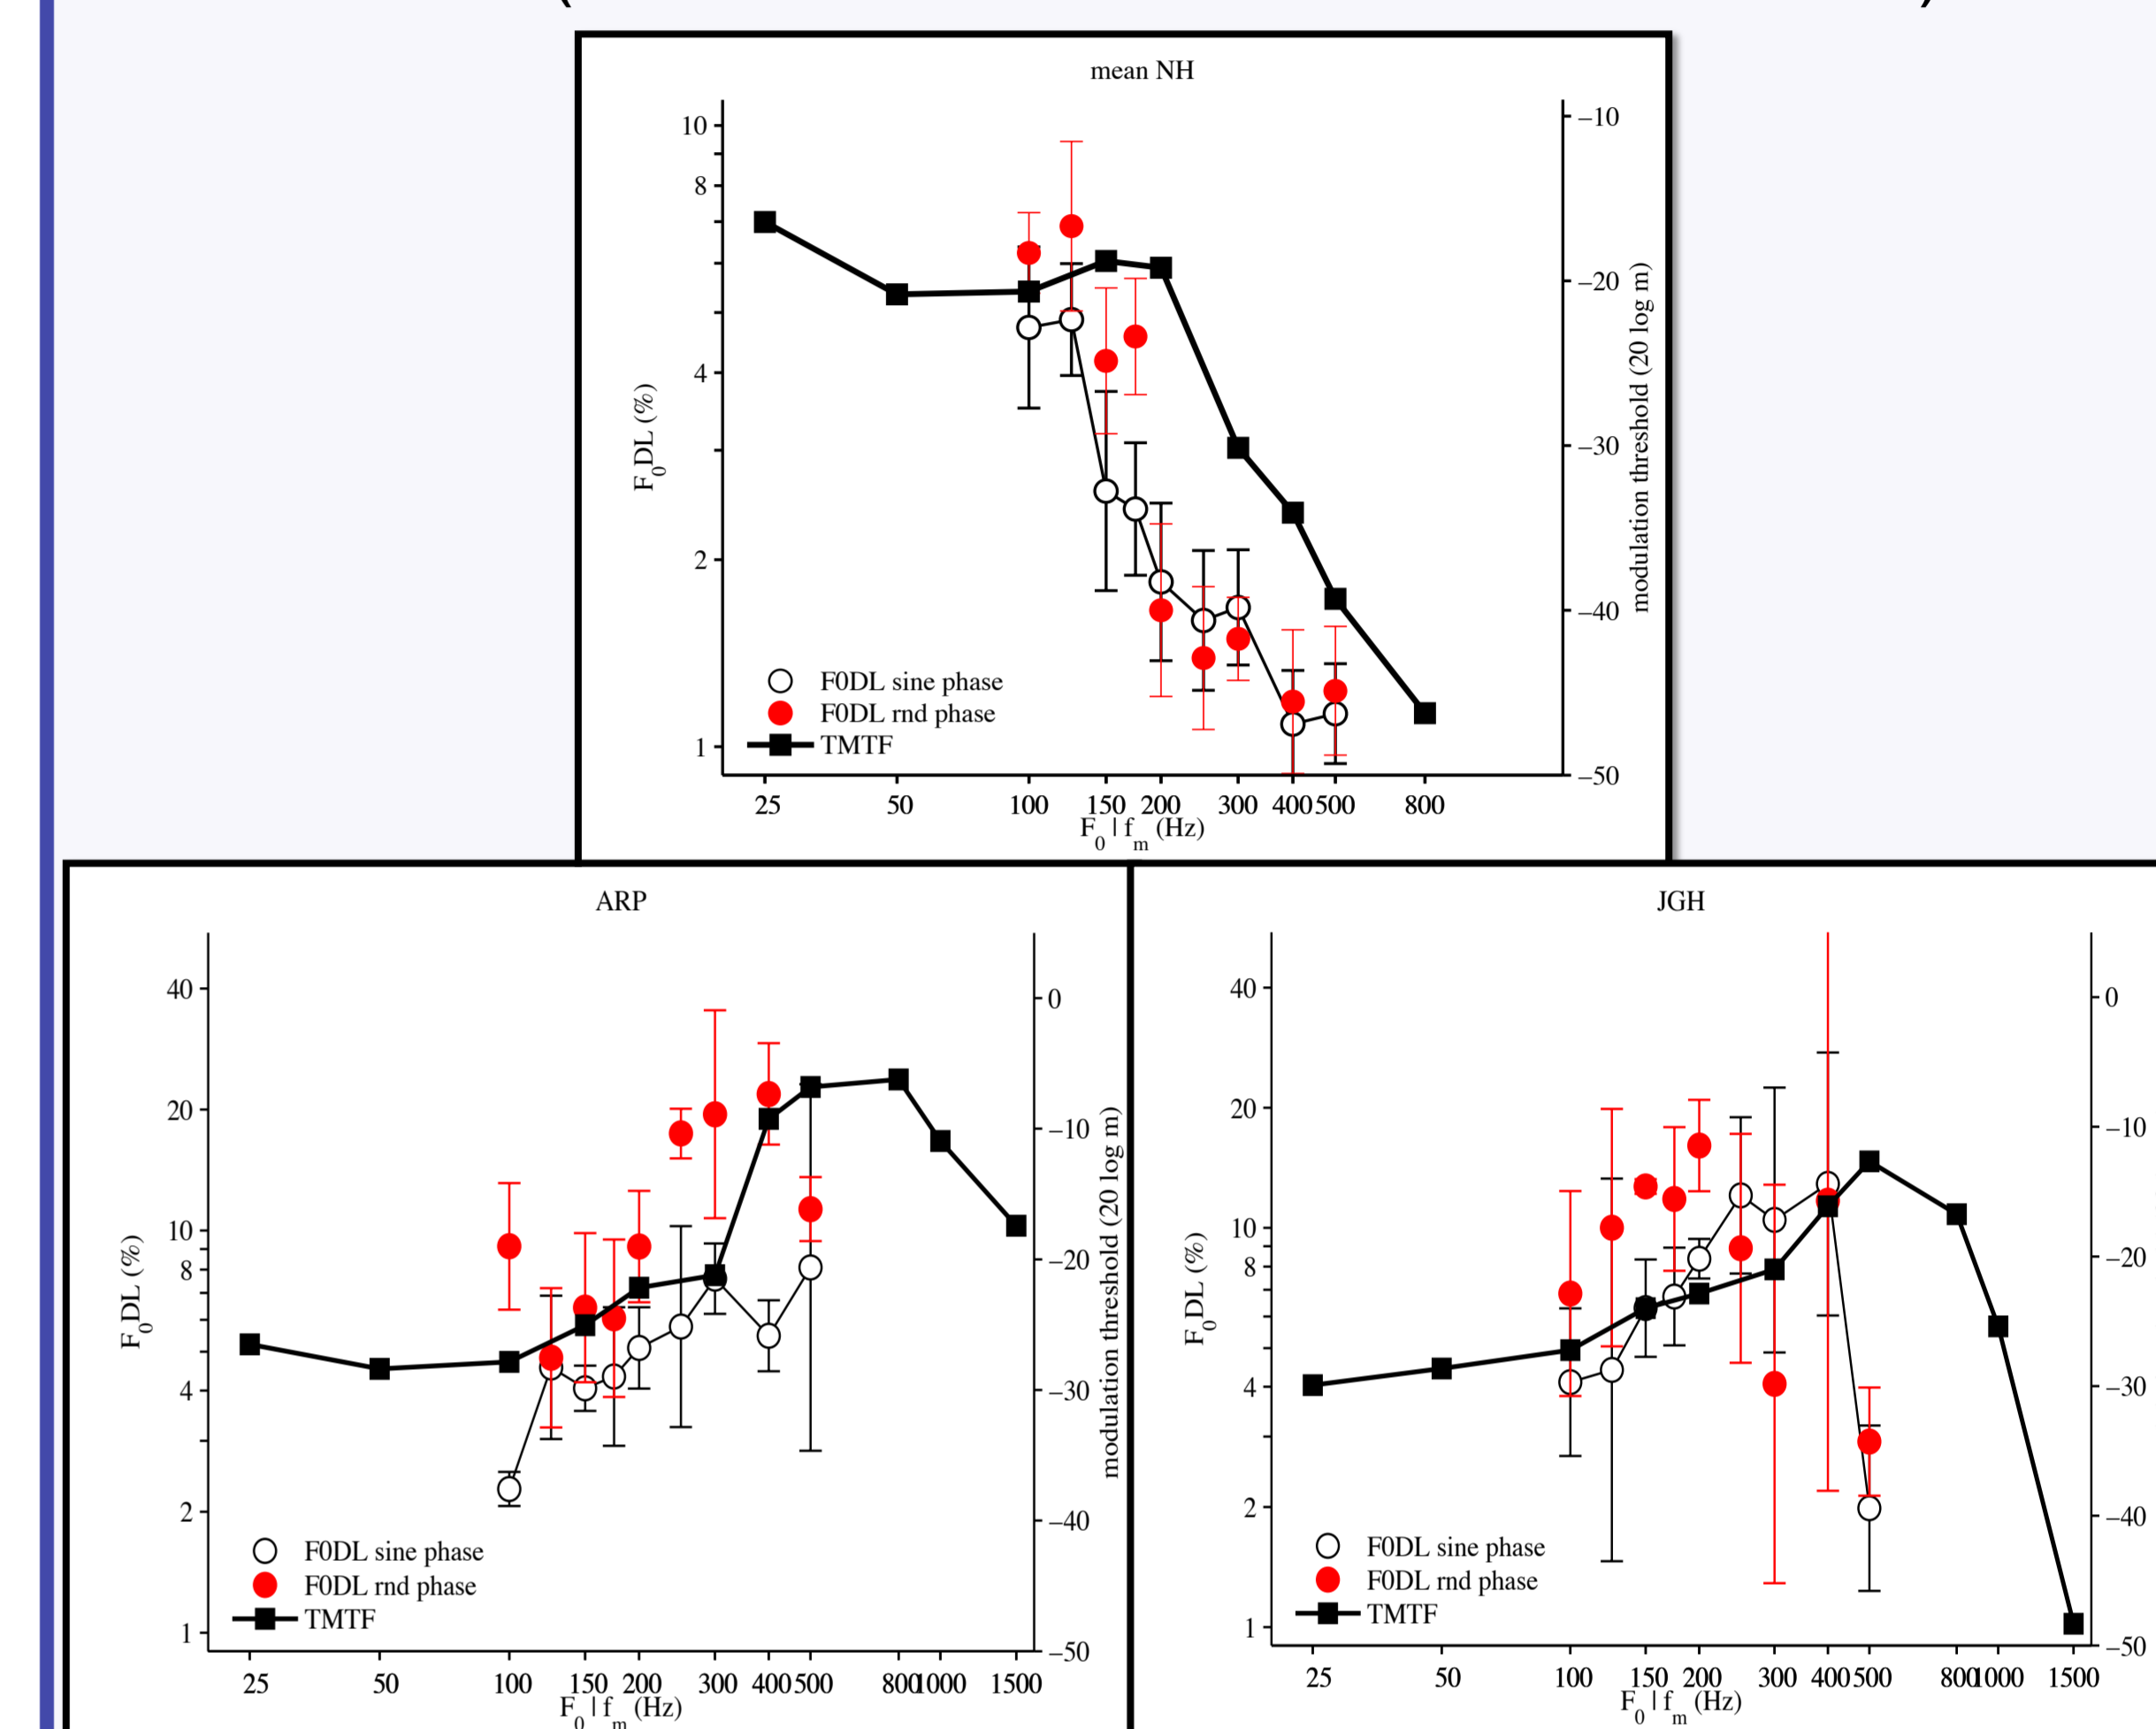 mean NH
10
8
4
2
1
F0DL (%)
–10
–20
–30
–40
–50
modulation threshold (20 log m)
F0DL sine phase
F0DL rnd phase
TMTF
25 50 100 150 200 300 400 500 800
F0 | fm (Hz)
ARP
40
20
10
8
4
2
1
F0DL (%)
0
–10
–20
–30
–40
–50
modulation threshold (20 log m)
F0DL sine phase
F0DL rnd phase
TMTF
25 50 100 150 200 300 400 500 800 1000 1500
F0 | fm (Hz)
JGH
40
20
10
8
4
2
1
F0DL (%)
0
–10
–20
–30
–40
–50
F0DL sine phase
F0DL rnd phase
TMTF
25 50 100 150 200 300 400 500 800 1000 1500
F0 | fm (Hz)